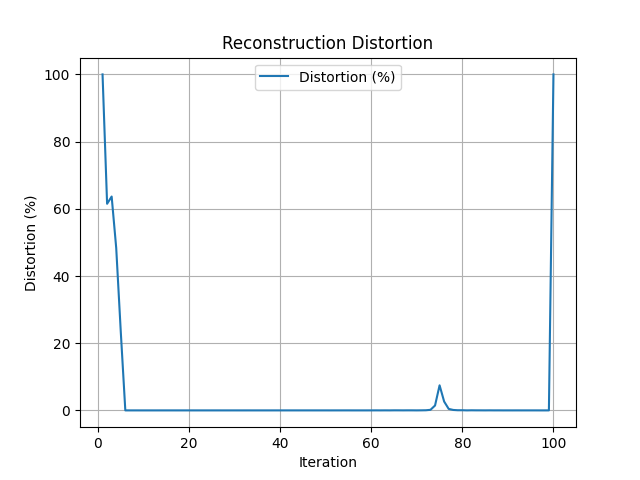 Reconstruction Distortion
Distortion (%)
100
80
60
40
20
0
Distortion (%)
0 20 40 60 80 100
Iteration